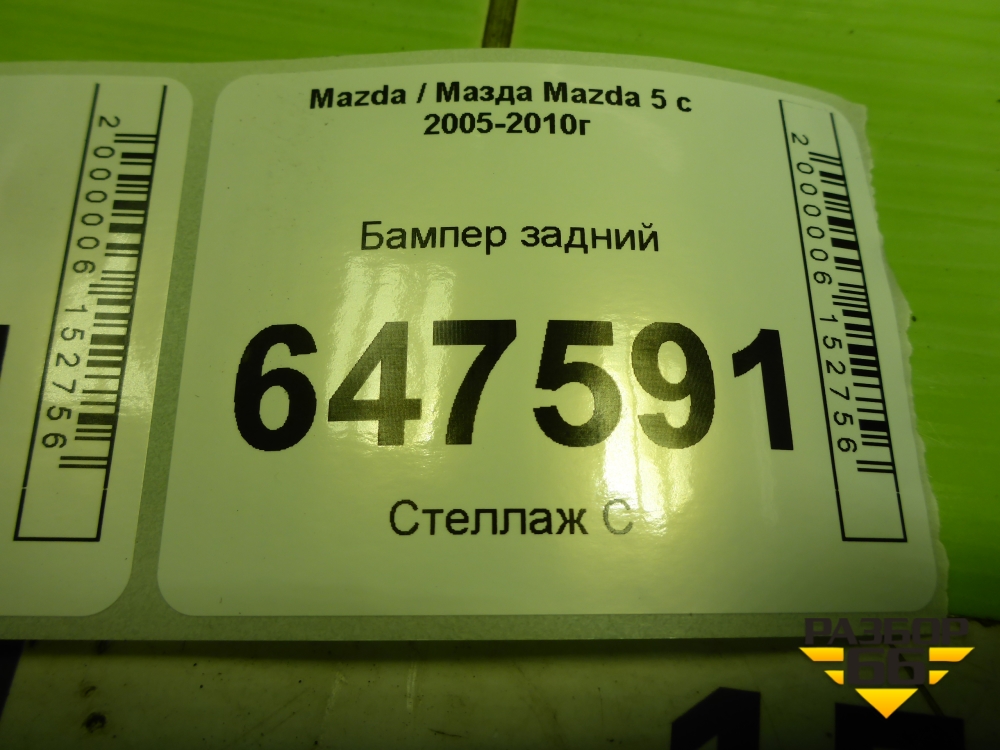 2000006152756
Mazda / Мазда Mazda 5 с
2005-2010г
Бампер задний
647591
Стеллаж С
2000006152756
РАЗБОР
66